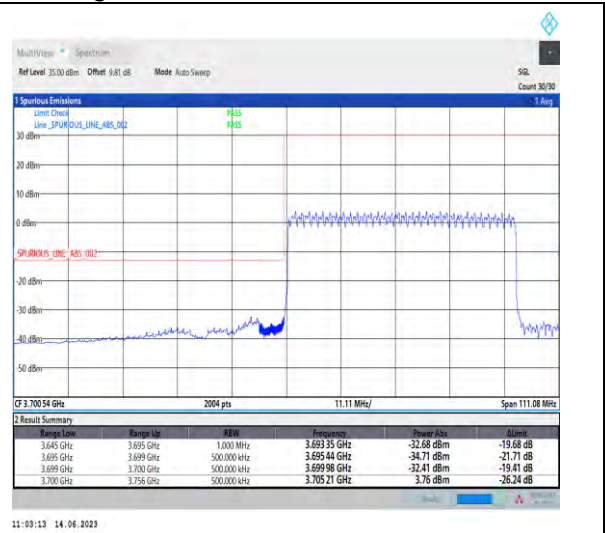 MultiView Spectrum
Ref Level 35.00 dBm Offset 9.81 dB Mode Auto Sweep SGL
Count 30/30
1 Spurious Emissions 1 Avg
Limit Check PASS
Line _SPURIOUS_LINE_ABS_002 PASS
30 dBm
20 dBm
10 dBm
0 dBm
_SPURIOUS_LINE_ABS_002
-20 dBm
-30 dBm
-40 dBm
-50 dBm
CF 3.700 54 GHz 2004 pts 11.11 MHz/ Span 111.08 MHz
2 Result Summary
Range Low Range Up RBW Frequency Power Abs ΔLimit
3.645 GHz 3.695 GHz 1.000 MHz 3.693 35 GHz -32.68 dBm -19.68 dB
3.695 GHz 3.699 GHz 500.000 kHz 3.695 44 GHz -34.71 dBm -21.71 dB
3.699 GHz 3.700 GHz 500.000 kHz 3.699 98 GHz -32.41 dBm -19.41 dB
3.700 GHz 3.756 GHz 500.000 kHz 3.705 21 GHz 3.76 dBm -26.24 dB
11:03:13 14.06.2023